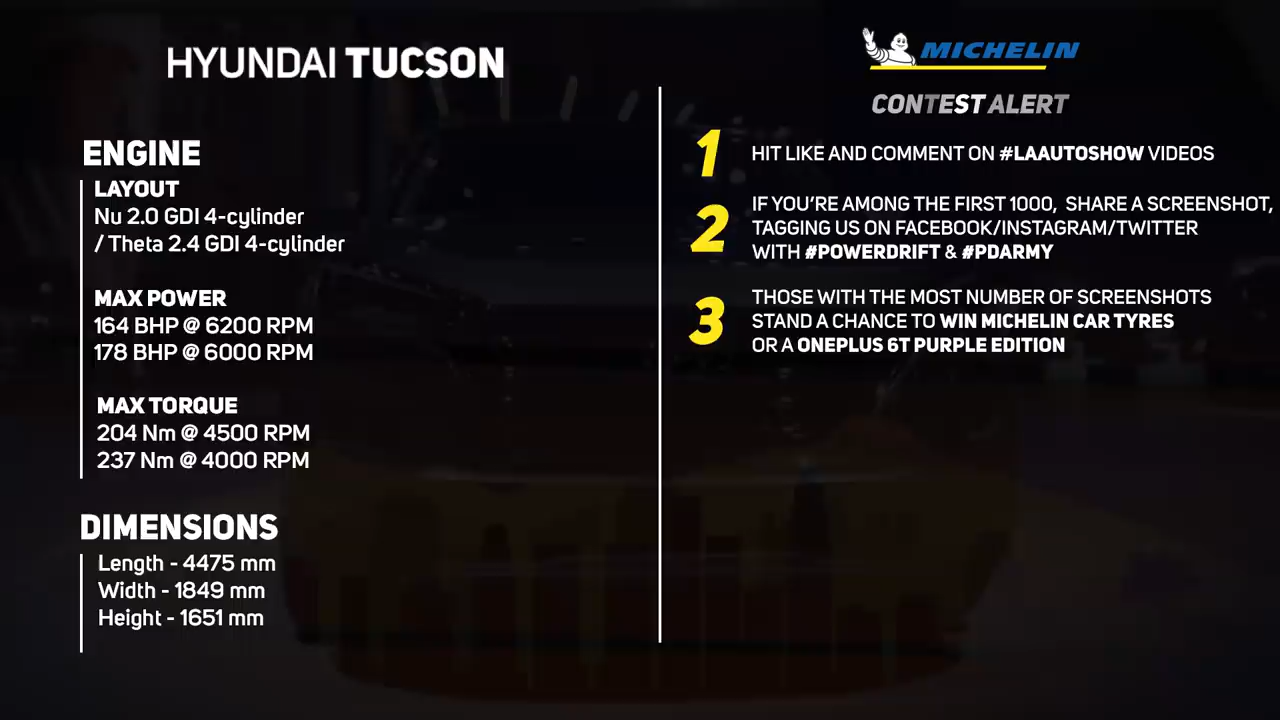 HYUNDAI TUCSON
ENGINE
LAYOUT
Nu 2.0 GDI 4-cylinder
/ Theta 2.4 GDI 4-cylinder
MAX POWER
164 BHP @ 6200 RPM
178 BHP @ 6000 RPM
MAX TORQUE
204 Nm @ 4500 RPM
237 Nm @ 4000 RPM
DIMENSIONS
Length - 4475 mm
Width - 1849 mm
Height - 1651 mm
MICHELIN
CONTEST ALERT
1 HIT LIKE AND COMMENT ON #LAAUTOSHOW VIDEOS
2 IF YOU'RE AMONG THE FIRST 1000, SHARE A SCREENSHOT,
TAGGING US ON FACEBOOK/INSTAGRAM/TWITTER
WITH #POWERDRIFT & #PDARMY
3 THOSE WITH THE MOST NUMBER OF SCREENSHOTS
STAND A CHANCE TO WIN MICHELIN CAR TYRES
OR A ONEPLUS 6T PURPLE EDITION